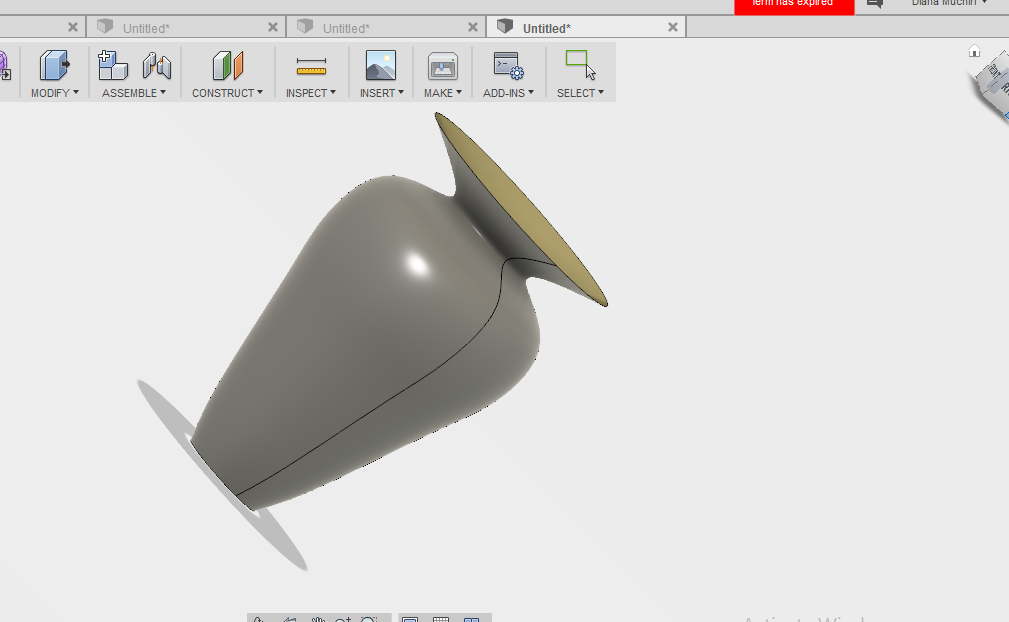 Term has expired
Diana Muchiri
Untitled*
Untitled*
Untitled*
MODIFY ASSEMBLE CONSTRUCT INSPECT INSERT MAKE ADD-INS SELECT